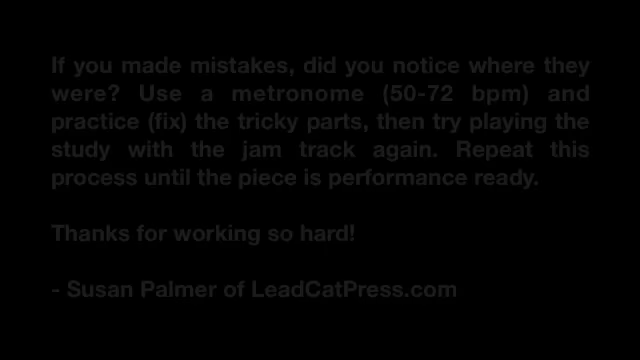 If you made mistakes, did you notice where they
were? Use a metronome (50-72 bpm) and
practice (fix) the tricky parts, then try playing the
study with the jam track again. Repeat this
process until the piece is performance ready.
Thanks for working so hard!
- Susan Palmer of LeadCatPress.com